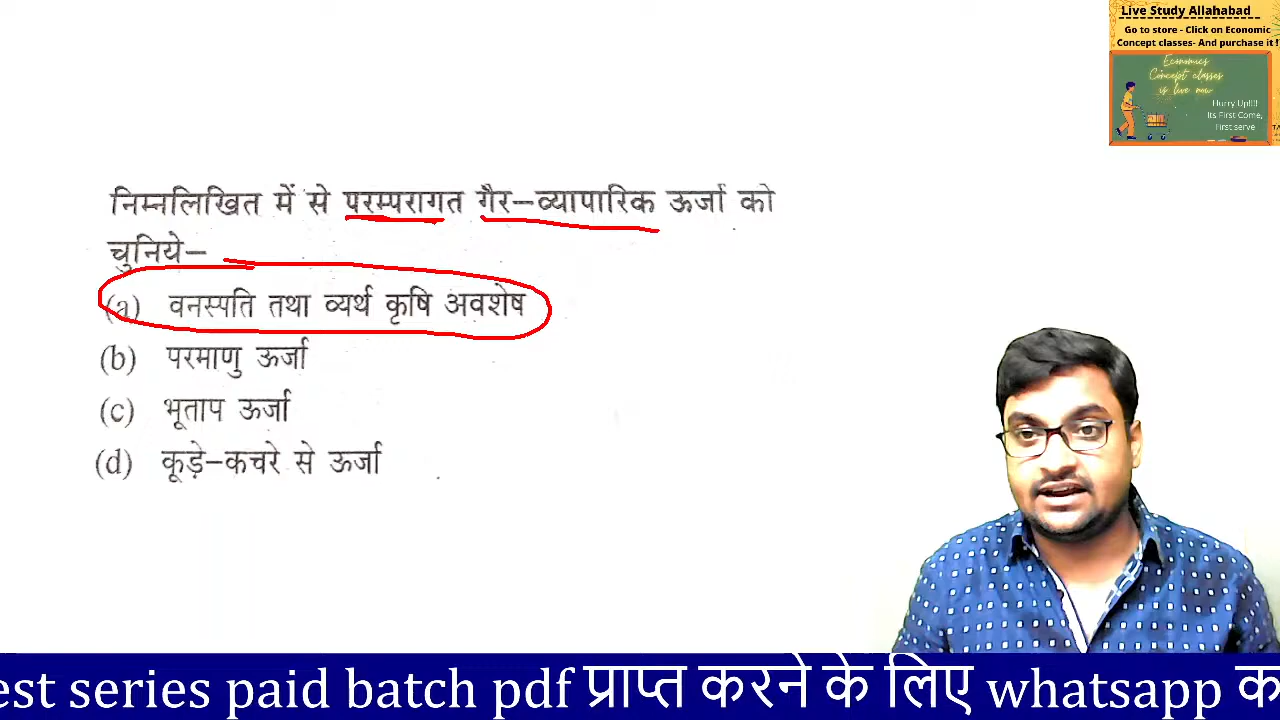 Live Study Allahabad
Go to store - Click on Economic
Concept classes- And purchase it !
Economics
Concept classes
is live now
Hurry Up!!!!
Its First Come,
First serve
निम्नलिखित में से परम्परागत गैर–व्यापारिक ऊर्जा को
चुनिये–
(a) वनस्पति तथा व्यर्थ कृषि अवशेष
(b) परमाणु ऊर्जा
(c) भूताप ऊर्जा
(d) कूड़े–कचरे से ऊर्जा
est series paid batch pdf प्राप्त करने के लिए whatsapp क